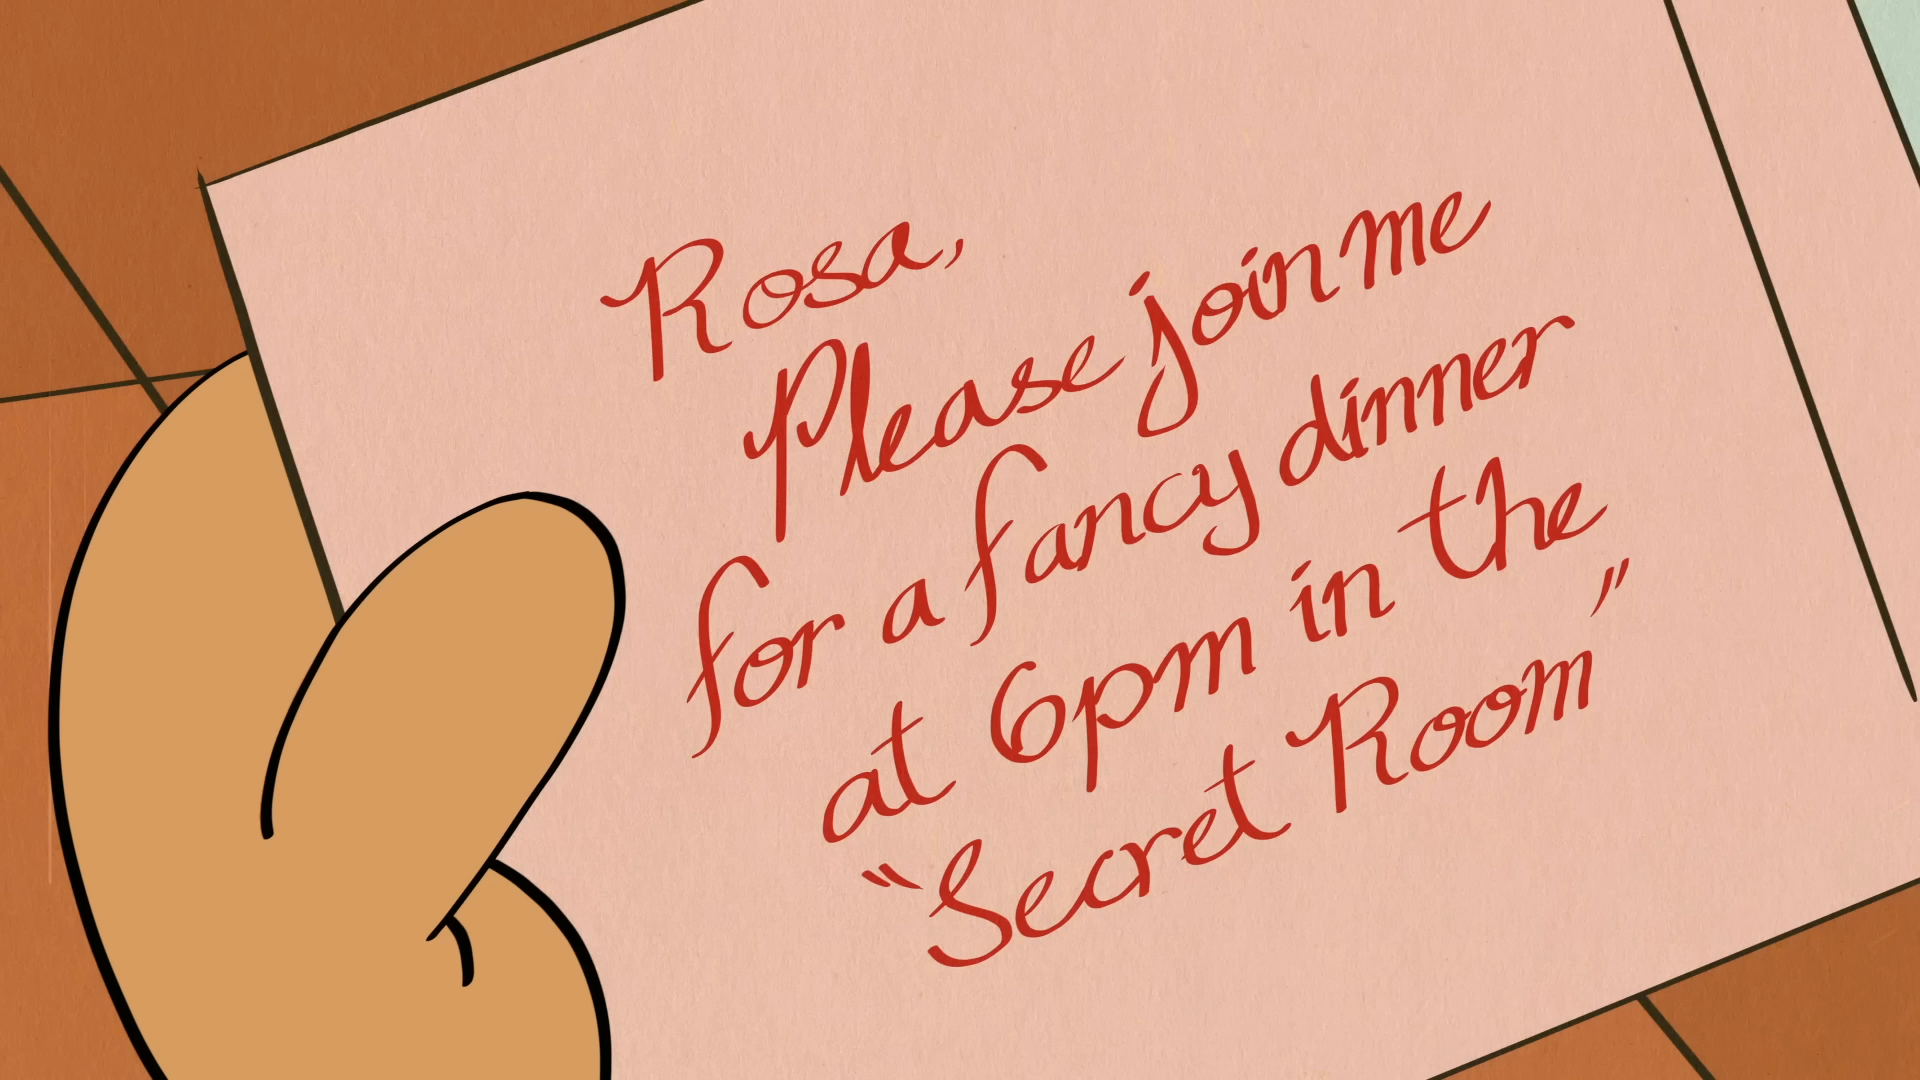 Rosa,
Please join me
for a fancy dinner
at 6pm in the
"Secret Room"